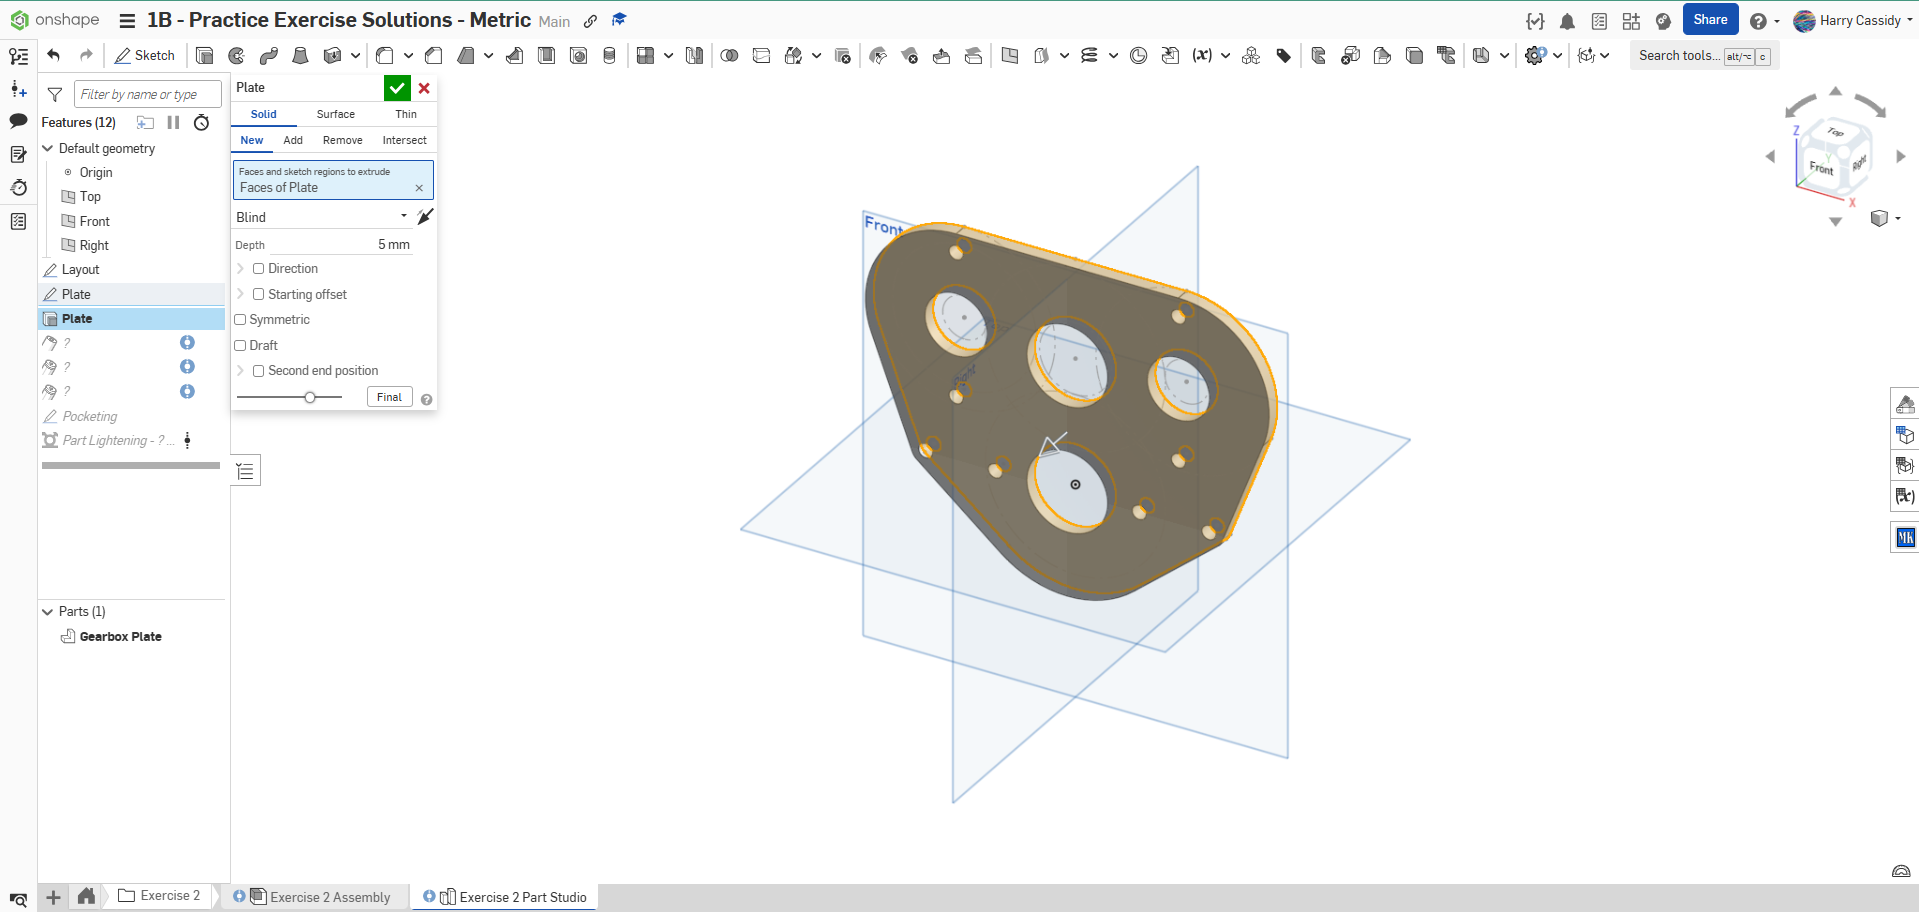 onshape
1B - Practice Exercise Solutions - Metric Main
Share
Harry Cassidy
Sketch
Search tools... alt/⌥ c
Filter by name or type
Features (12)
Default geometry
Origin
Top
Front
Right
Layout
Plate
Plate
?
?
?
Pocketing
Part Lightening - ? ...
Parts (1)
Gearbox Plate
Plate
Solid Surface Thin
New Add Remove Intersect
Faces and sketch regions to extrude
Faces of Plate
Blind
Depth 5 mm
Direction
Starting offset
Symmetric
Draft
Second end position
Final
Front
Right
Z
Top
Front
Right
Y
X
(x)
MK
Exercise 2
Exercise 2 Assembly
Exercise 2 Part Studio